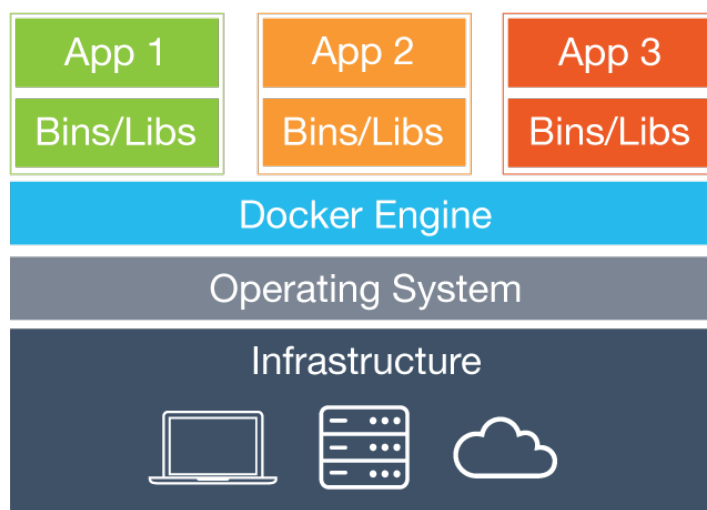 App 1
App 2
App 3
Bins/Libs
Bins/Libs
Bins/Libs
Docker Engine
Operating System
Infrastructure